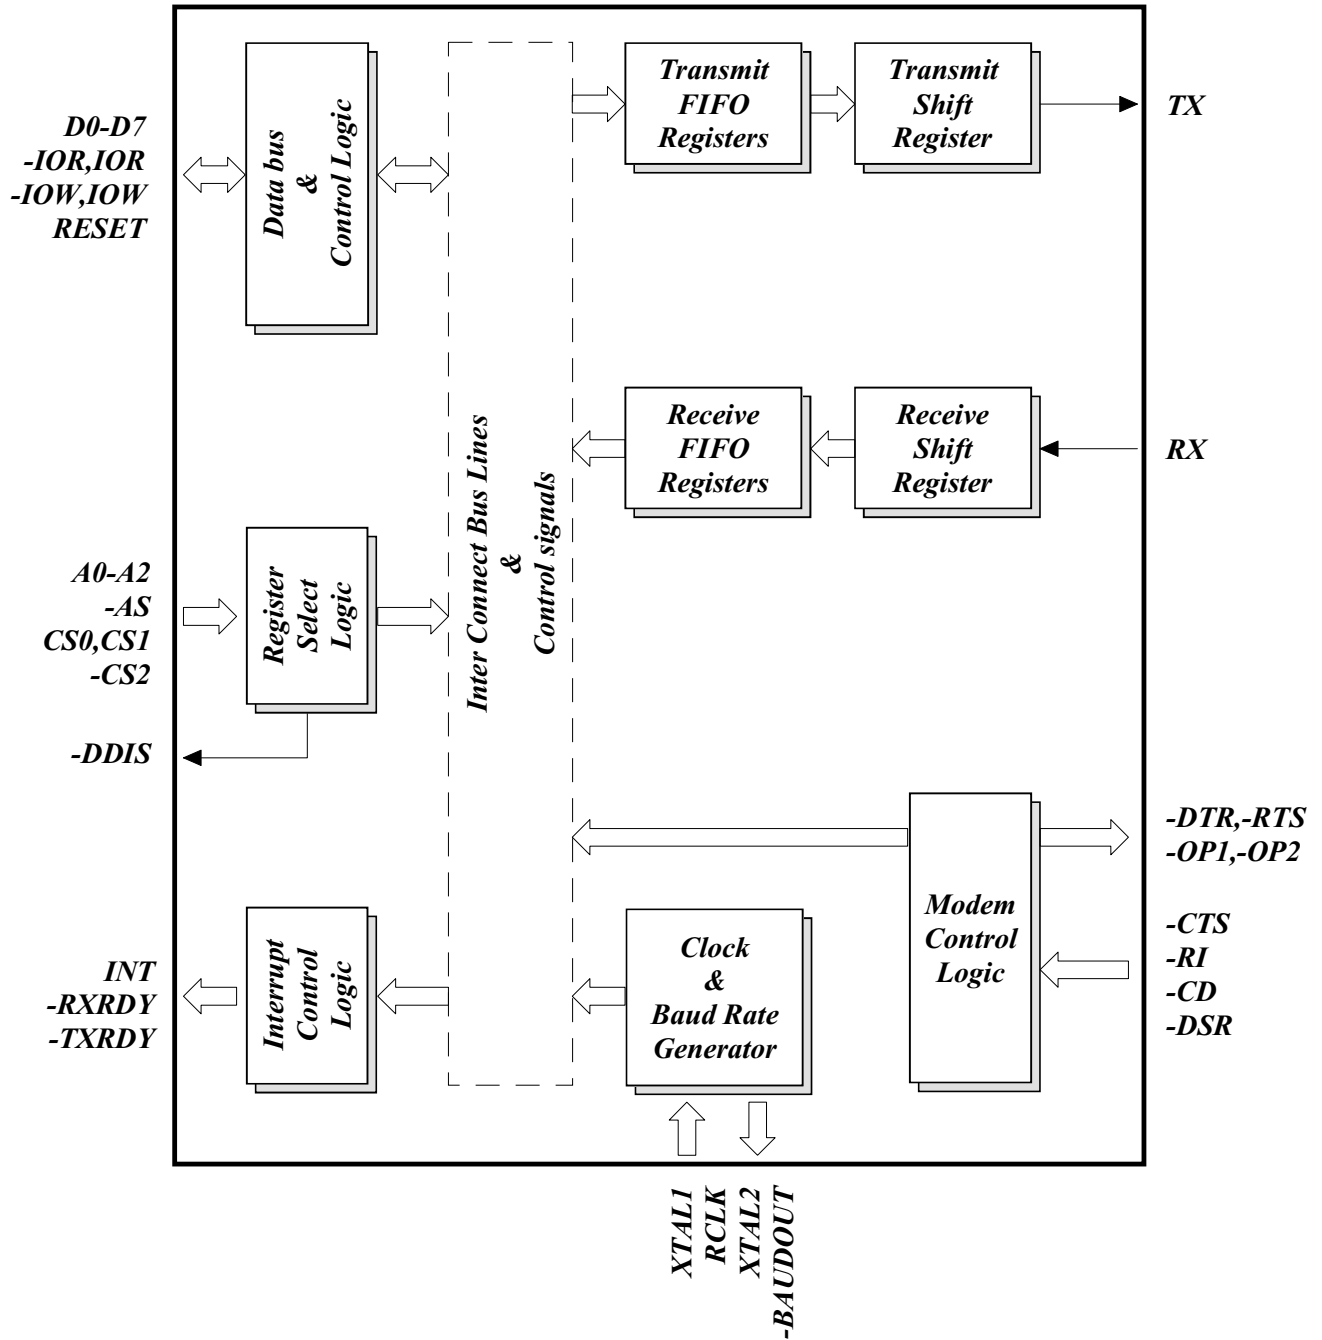 D0-D7
-IOR,IOR
-IOW,IOW
RESET
Data bus
&
Control Logic
A0-A2
-AS
CS0,CS1
-CS2
Register
Select
Logic
-DDIS
INT
-RXRDY
-TXRDY
Interrupt
Control
Logic
Inter Connect Bus Lines
&
Control signals
Transmit
FIFO
Registers
Transmit
Shift
Register
TX
Receive
FIFO
Registers
Receive
Shift
Register
RX
Modem
Control
Logic
-DTR,-RTS
-OP1,-OP2
-CTS
-RI
-CD
-DSR
Clock
&
Baud Rate
Generator
XTAL1
RCLK
XTAL2
-BAUDOUT